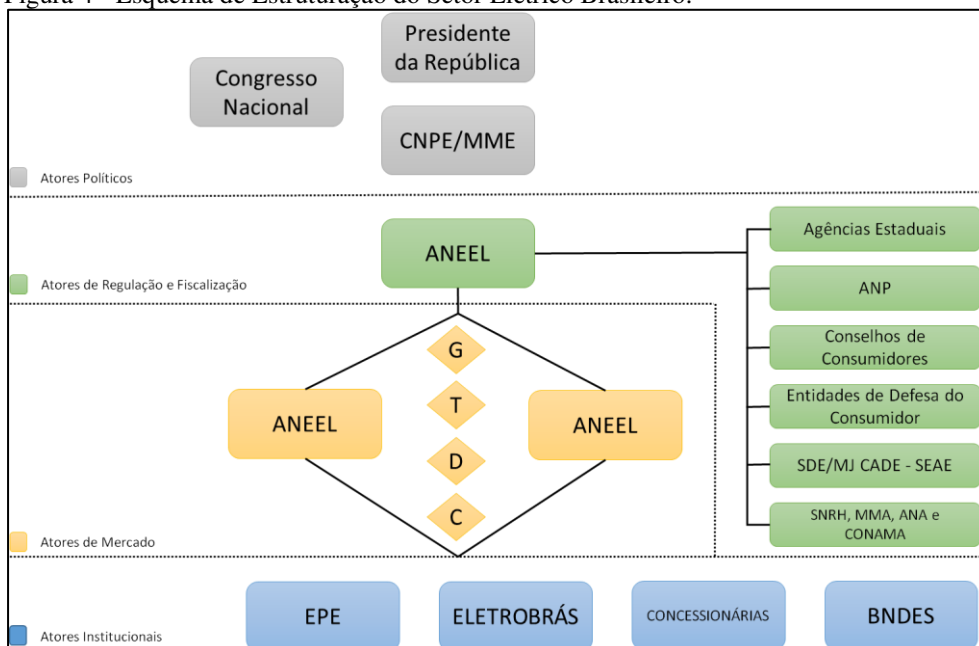 Figura 4 - Esquema de Estruturação do Setor Elétrico Brasileiro.
Presidente
da República
Congresso
Nacional
CNPE/MME
Atores Políticos
ANEEL
Agências Estaduais
ANP
Conselhos de
Consumidores
Entidades de Defesa do
Consumidor
SDE/MJ CADE - SEAE
SNRH, MMA, ANA e
CONAMA
Atores de Regulação e Fiscalização
G
T
D
C
ANEEL
ANEEL
Atores de Mercado
EPE
ELETROBRÁS
CONCESSIONÁRIAS
BNDES
Atores Institucionais